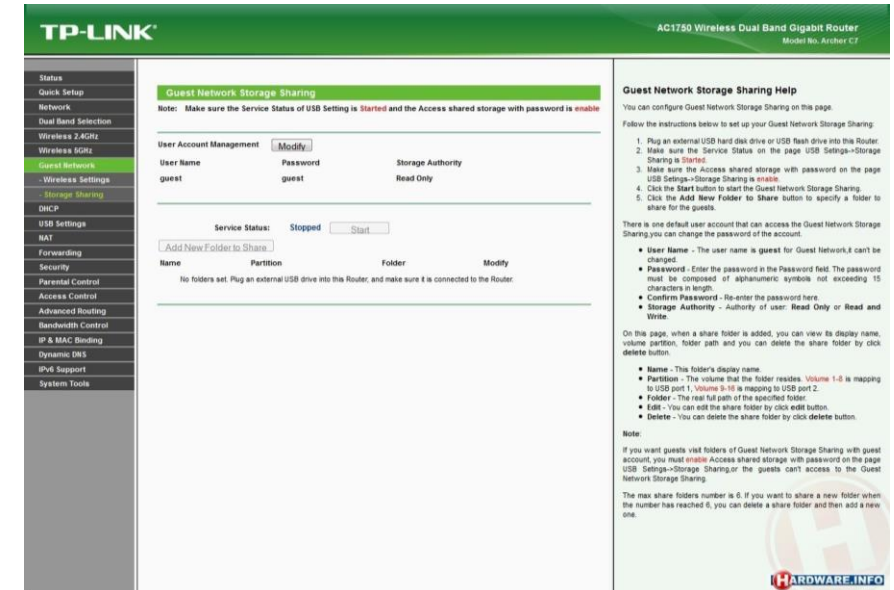 TP-LINK
AC1750 Wireless Dual Band Gigabit Router
Model No. Archer C7
Status
Quick Setup
Network
Dual Band Selection
Wireless 2.4GHz
Wireless 5GHz
Guest Network
- Wireless Settings
- Storage Sharing
DHCP
USB Settings
NAT
Forwarding
Security
Parental Control
Access Control
Advanced Routing
Bandwidth Control
IP & MAC Binding
Dynamic DNS
IPv6 Support
System Tools
Guest Network Storage Sharing
Note: Make sure the Service Status of USB Setting is Started and the Access shared storage with password is enable
User Account Management Modify
User Name Password Storage Authority
guest guest Read Only
Service Status: Stopped Start
Add New Folder to Share
Name Partition Folder Modify
No folders set. Plug an external USB drive into this Router, and make sure it is connected to the Router.
Guest Network Storage Sharing Help
You can configure Guest Network Storage Sharing on this page.
Follow the instructions below to set up your Guest Network Storage Sharing:
1. Plug an external USB hard disk drive or USB flash drive into this Router.
2. Make sure the Service Status on the page USB Setings->Storage
Sharing is Started.
3. Make sure the Access shared storage with password on the page
USB Setings->Storage Sharing is enable.
4. Click the Start button to start the Guest Network Storage Sharing.
5. Click the Add New Folder to Share button to specify a folder to
share for the guests.
There is one default user account that can access the Guest Network Storage
Sharing,you can change the password of the account.
● User Name - The user name is guest for Guest Network,it can't be
changed.
● Password - Enter the password in the Password field. The password
must be composed of alphanumeric symbols not exceeding 15
characters in length.
● Confirm Password - Re-enter the password here.
● Storage Authority - Authority of user: Read Only or Read and
Write.
On this page, when a share folder is added, you can view its display name,
volume partition, folder path and you can delete the share folder by click
delete button.
● Name - This folder's display name.
● Partition - The volume that the folder resides. Volume 1-8 is mapping
to USB port 1, Volume 9-16 is mapping to USB port 2.
● Folder - The real full path of the specified folder.
● Edit - You can edit the share folder by click edit button.
● Delete - You can delete the share folder by click delete button.
Note:
If you want guests visit folders of Guest Network Storage Sharing with guest
account, you must enable Access shared storage with password on the page
USB Setings->Storage Sharing,or the guests can't access to the Guest
Network Storage Sharing.
The max share folders number is 6. If you want to share a new folder when
the number has reached 6, you can delete a share folder and then add a new
one.
HARDWARE.INFO